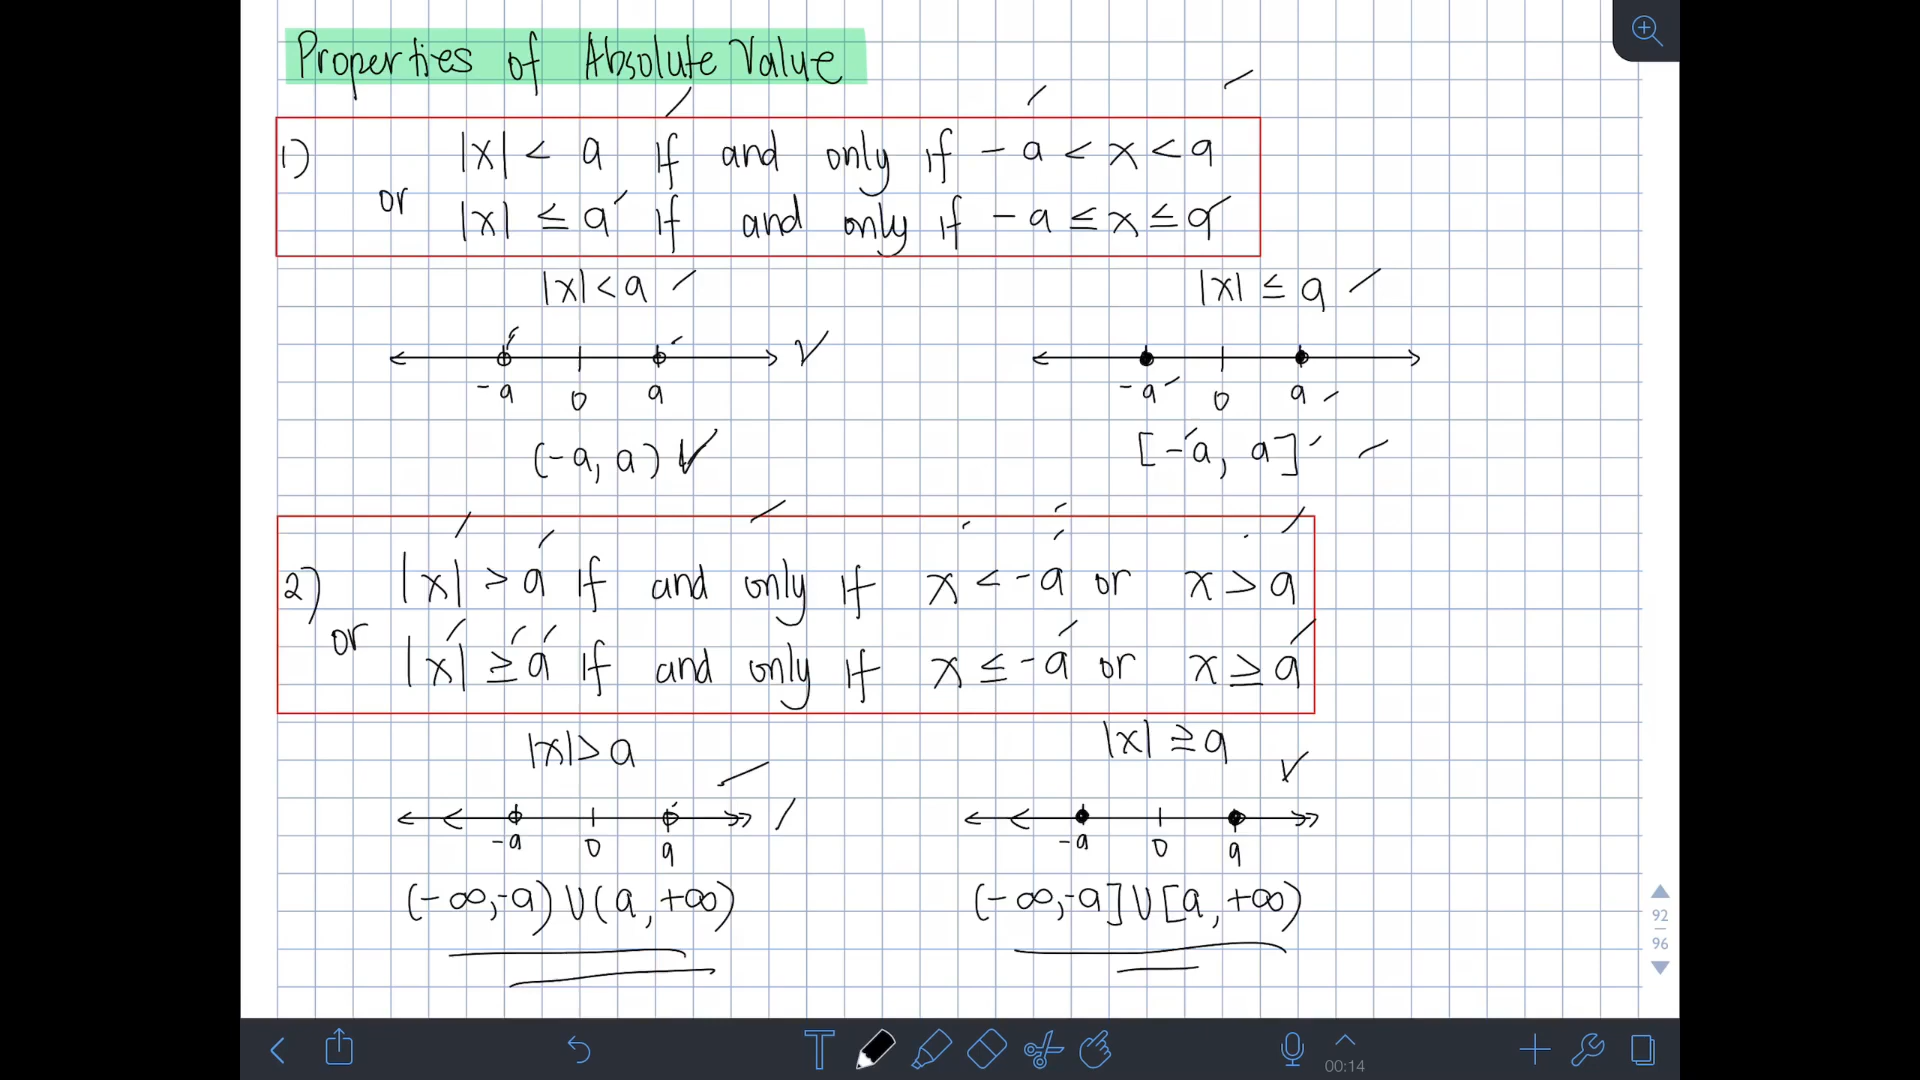 Properties of Absolute Value
1) |x| < a if and only if -a < x < a
or |x| ≤ a if and only if -a ≤ x ≤ a
|x| < a |x| ≤ a
-a 0 a -a 0 a
(-a, a) [-a, a]
2) |x| > a if and only if x < -a or x > a
or |x| ≥ a if and only if x ≤ -a or x ≥ a
|x| > a |x| ≥ a
-a 0 a -a 0 a
(-∞,-a) U (a, +∞) (-∞,-a] U [a, +∞)
92
96
T
00:14